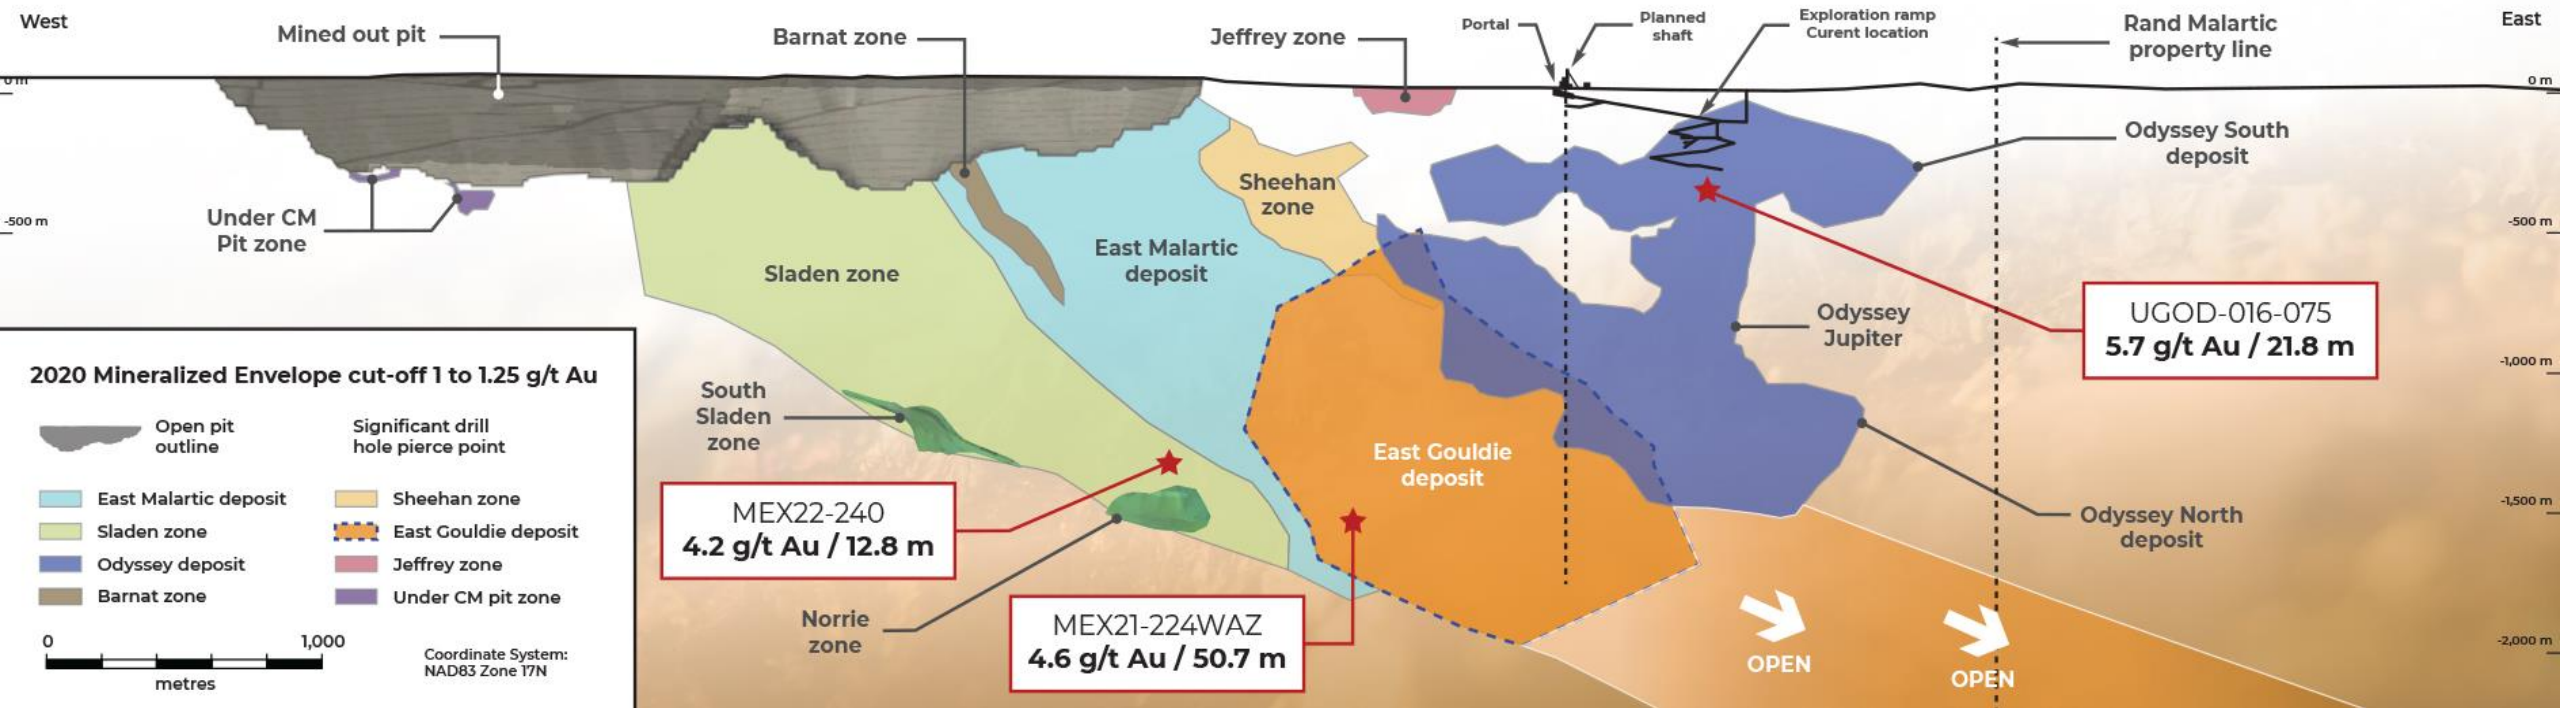 West
East
Mined out pit
Barnat zone
Jeffrey zone
Portal
Planned
shaft
Exploration ramp
Curent location
Rand Malartic
property line
0 m
0 m
Odyssey South
deposit
Under CM
Pit zone
-500 m
-500 m
Sheehan
zone
East Malartic
deposit
Sladen zone
Odyssey
Jupiter
UGOD-016-075
5.7 g/t Au / 21.8 m
-1,000 m
South
Sladen
zone
East Gouldie
deposit
-1,500 m
MEX22-240
4.2 g/t Au / 12.8 m
Odyssey North
deposit
Norrie
zone
MEX21-224WAZ
4.6 g/t Au / 50.7 m
-2,000 m
OPEN
OPEN
2020 Mineralized Envelope cut-off 1 to 1.25 g/t Au
Open pit
outline
Significant drill
hole pierce point
East Malartic deposit
Sheehan zone
Sladen zone
East Gouldie deposit
Odyssey deposit
Jeffrey zone
Barnat zone
Under CM pit zone
0
1,000
metres
Coordinate System:
NAD83 Zone 17N